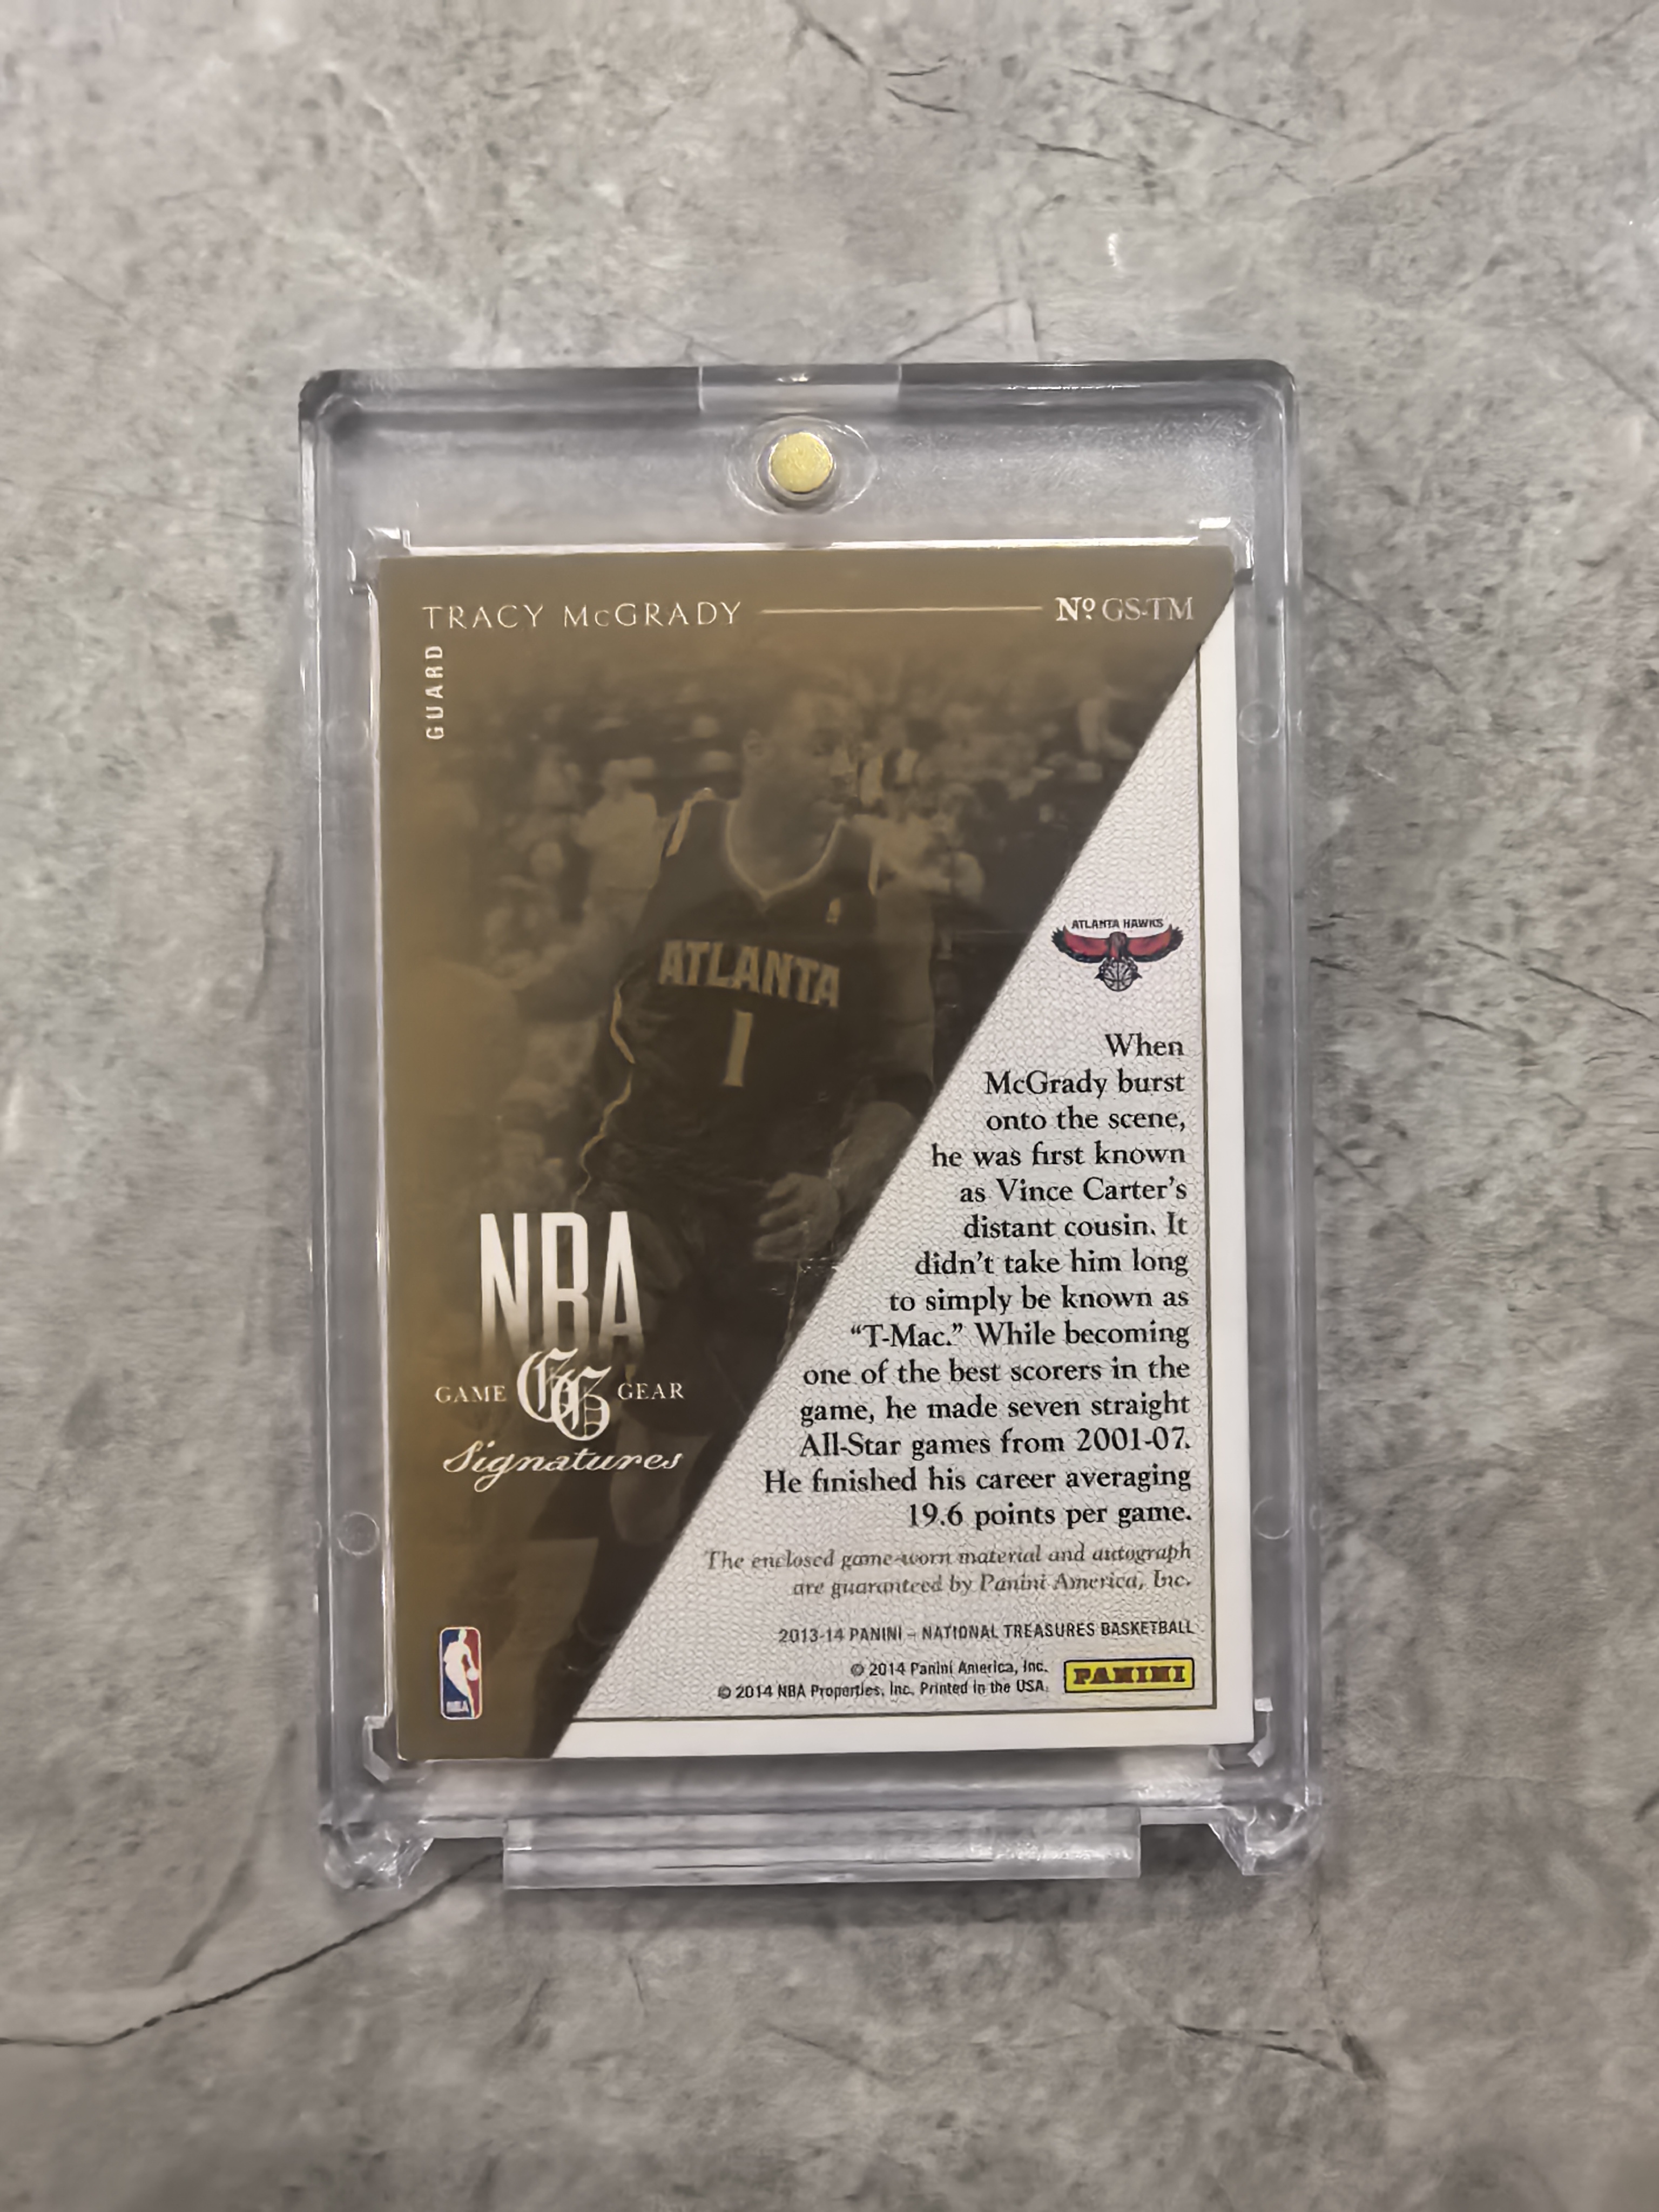 TRACY McGRADY
Nº GS-TM
GUARD
ATLANTA
1
ATLANTA HAWKS
When
McGrady burst
onto the scene,
he was first known
as Vince Carter's
distant cousin. It
didn't take him long
to simply be known as
“T-Mac.” While becoming
one of the best scorers in the
game, he made seven straight
All-Star games from 2001-07.
He finished his career averaging
19.6 points per game.
The enclosed game-worn material and autograph
are guaranteed by Panini America, Inc.
2013-14 PANINI – NATIONAL TREASURES BASKETBALL
© 2014 Panini America, Inc.
© 2014 NBA Properties, Inc. Printed in the USA.
PANINI
NBA
GAME GG GEAR
Signatures
NBA